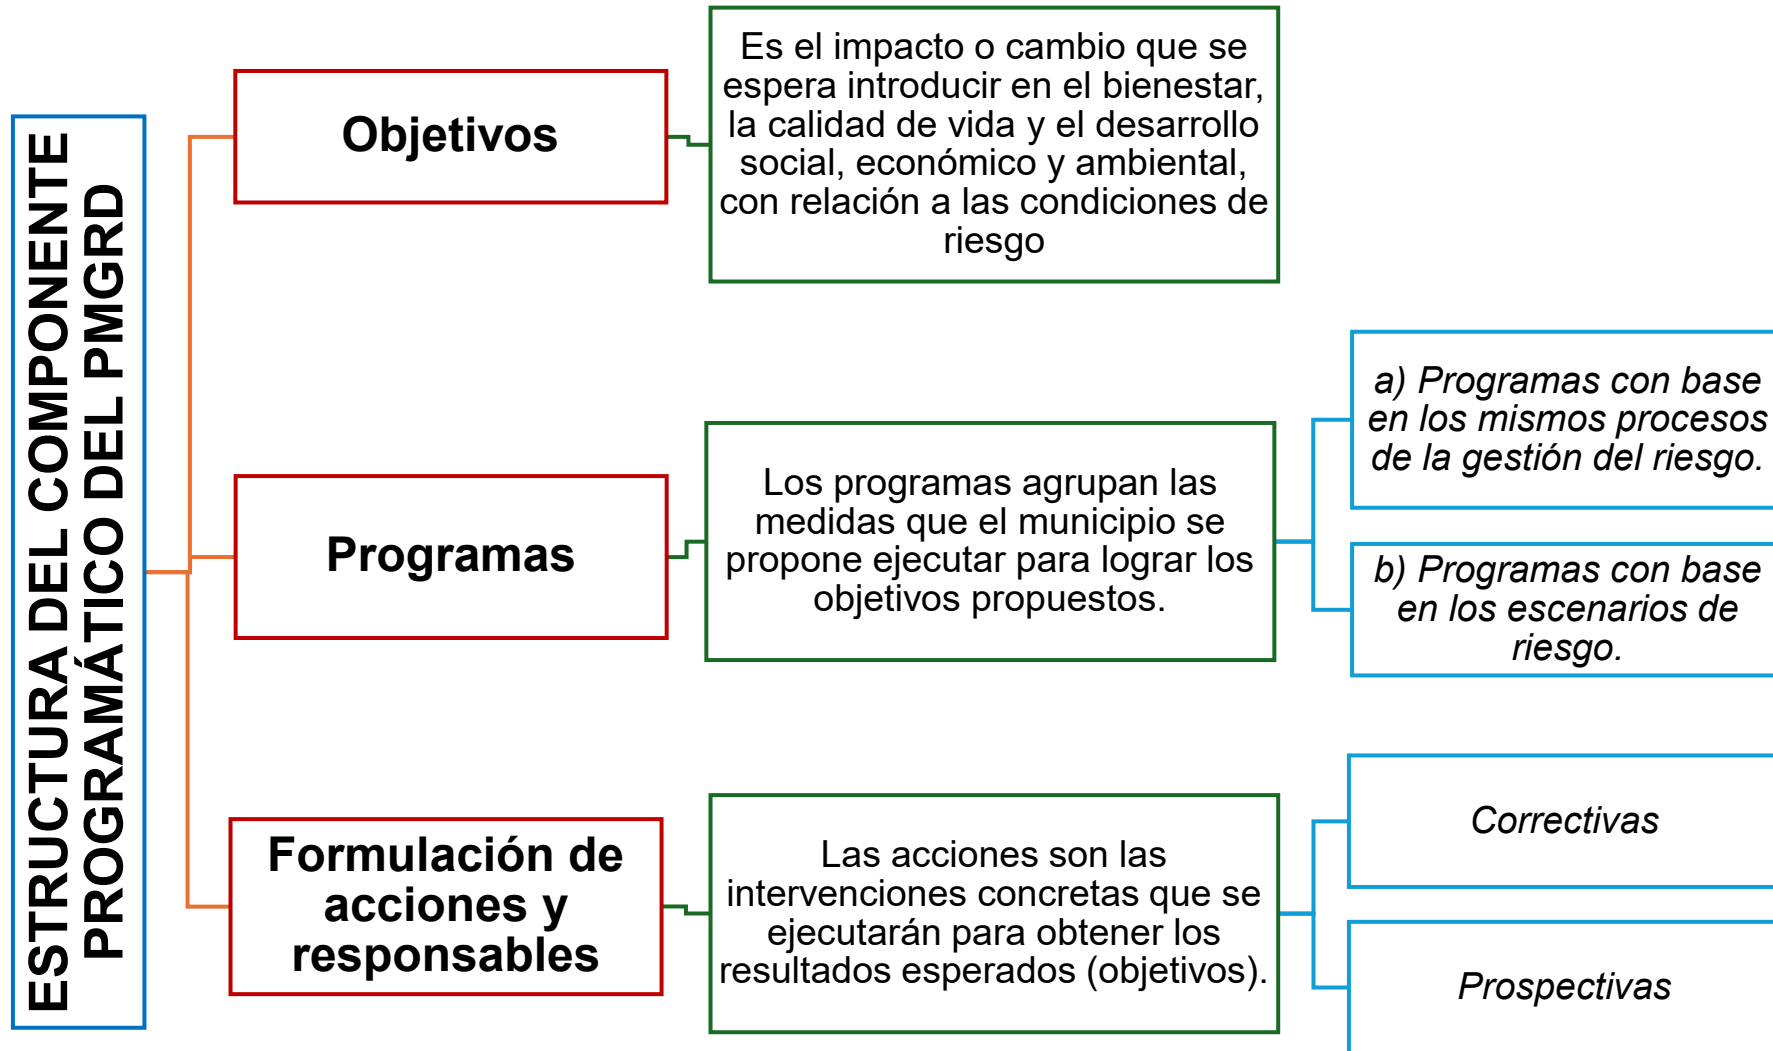 ESTRUCTURA DEL COMPONENTE
PROGRAMÁTICO DEL PMGRD
Objetivos
Es el impacto o cambio que se
espera introducir en el bienestar,
la calidad de vida y el desarrollo
social, económico y ambiental,
con relación a las condiciones de
riesgo
Programas
Los programas agrupan las
medidas que el municipio se
propone ejecutar para lograr los
objetivos propuestos.
a) Programas con base
en los mismos procesos
de la gestión del riesgo.
b) Programas con base
en los escenarios de
riesgo.
Formulación de
acciones y
responsables
Las acciones son las
intervenciones concretas que se
ejecutarán para obtener los
resultados esperados (objetivos).
Correctivas
Prospectivas